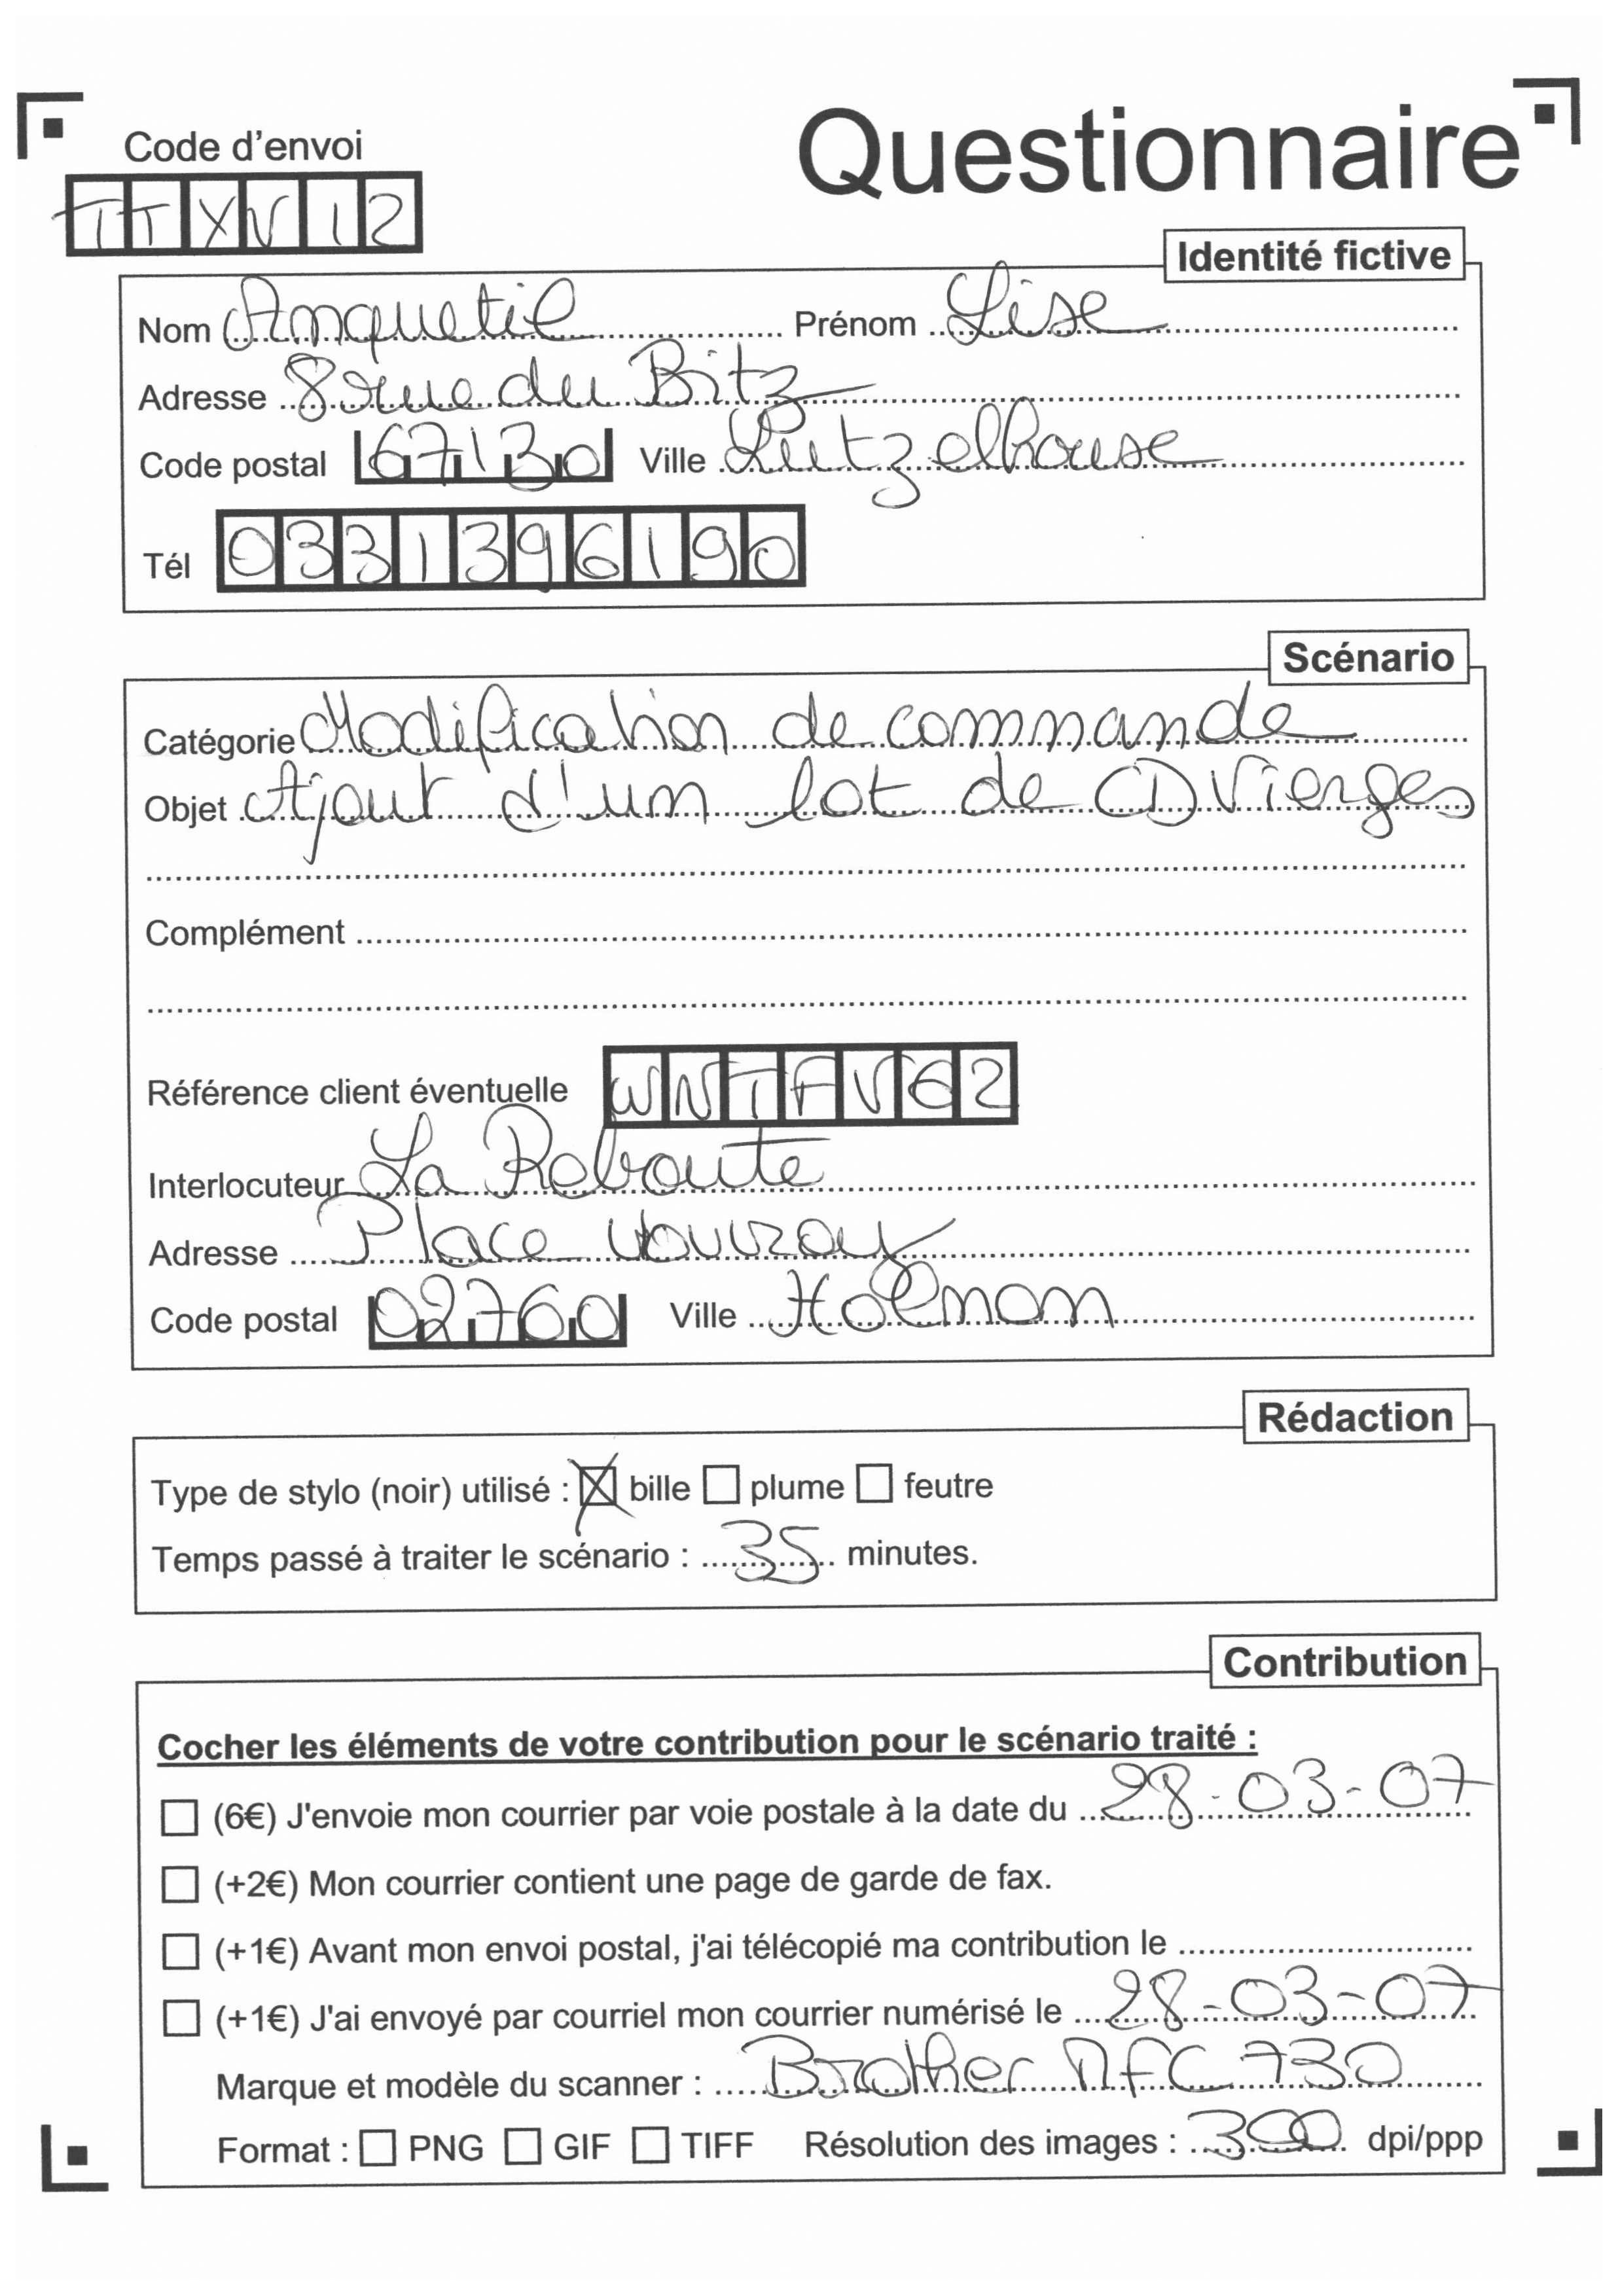 Questionnaire
Code d'envoi
TTXV12
Identité fictive
Nom Anquetil Prénom Lise
Adresse 8 rue du Bitz
Code postal 67130 Ville Lutzelhouse
Tél 0331396190
Scénario
Catégorie Modification de commande
Objet Ajout d'un lot de CD Vierges
Complément
Référence client éventuelle WNTFV62
Interlocuteur La Reboute
Adresse Place Vouvray
Code postal 02760 Ville Holmon
Rédaction
Type de stylo (noir) utilisé : ☒ bille ☐ plume ☐ feutre
Temps passé à traiter le scénario : 35 minutes.
Contribution
Cocher les éléments de votre contribution pour le scénario traité :
☐ (6€) J'envoie mon courrier par voie postale à la date du 28-03-07
☐ (+2€) Mon courrier contient une page de garde de fax.
☐ (+1€) Avant mon envoi postal, j'ai télécopié ma contribution le
☐ (+1€) J'ai envoyé par courriel mon courrier numérisé le 28-03-07
Marque et modèle du scanner : Brother MFC 730
Format : ☐ PNG ☐ GIF ☐ TIFF Résolution des images : 300 dpi/ppp